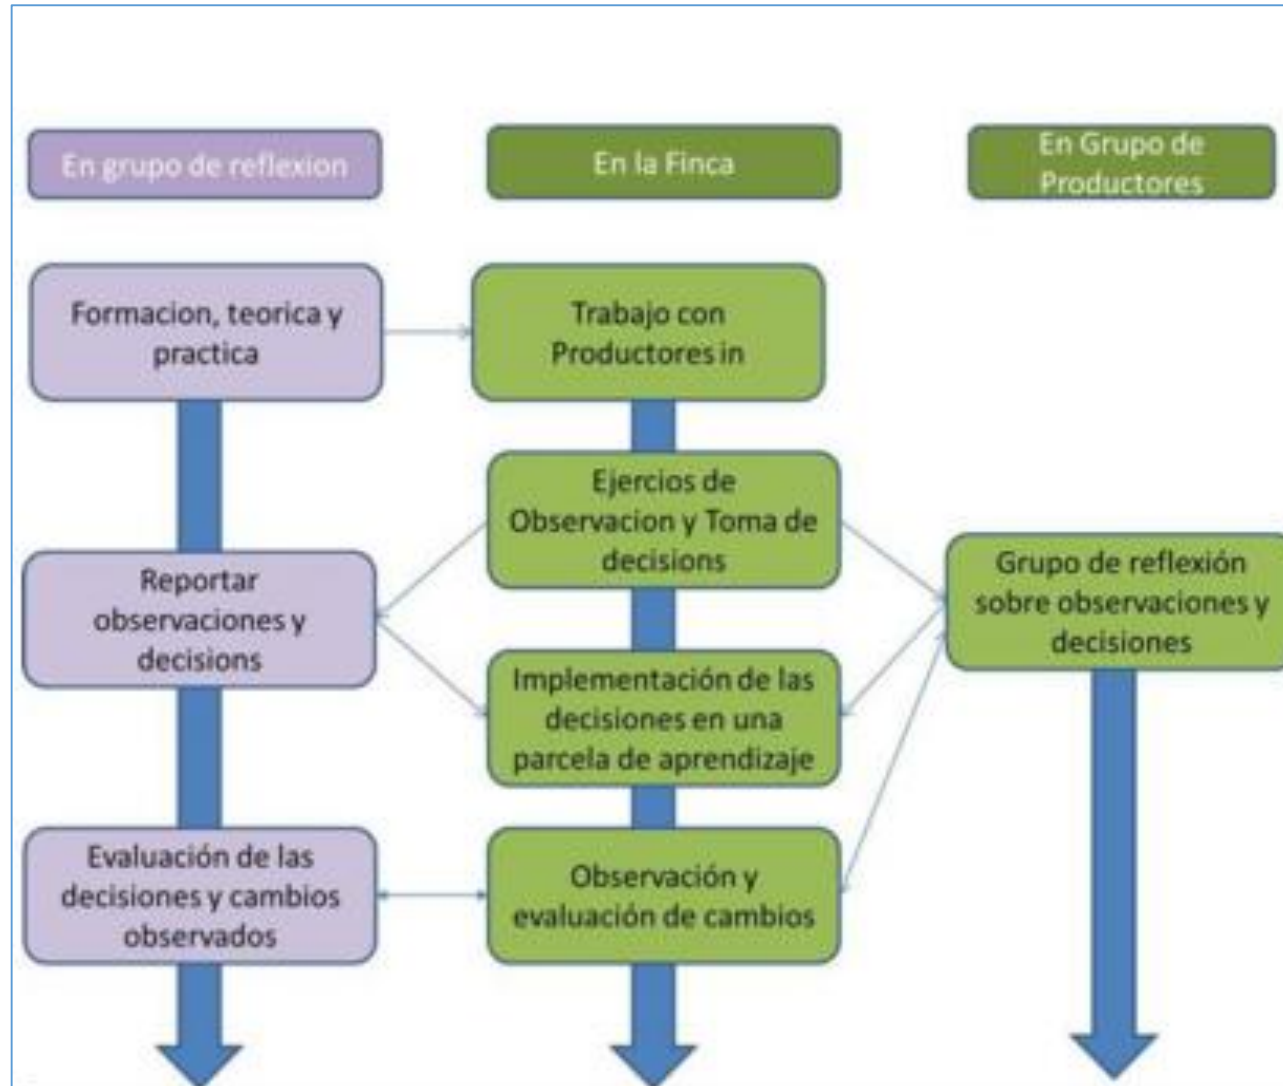 En grupo de reflexion
En la Finca
En Grupo de
Productores
Formacion, teorica y
practica
Trabajo con
Productores in
Ejercios de
Observacion y Toma de
decisions
Reportar
observaciones y
decisions
Grupo de reflexión
sobre observaciones y
decisiones
Implementación de las
decisiones en una
parcela de aprendizaje
Evaluación de las
decisiones y cambios
observados
Observación y
evaluación de cambios